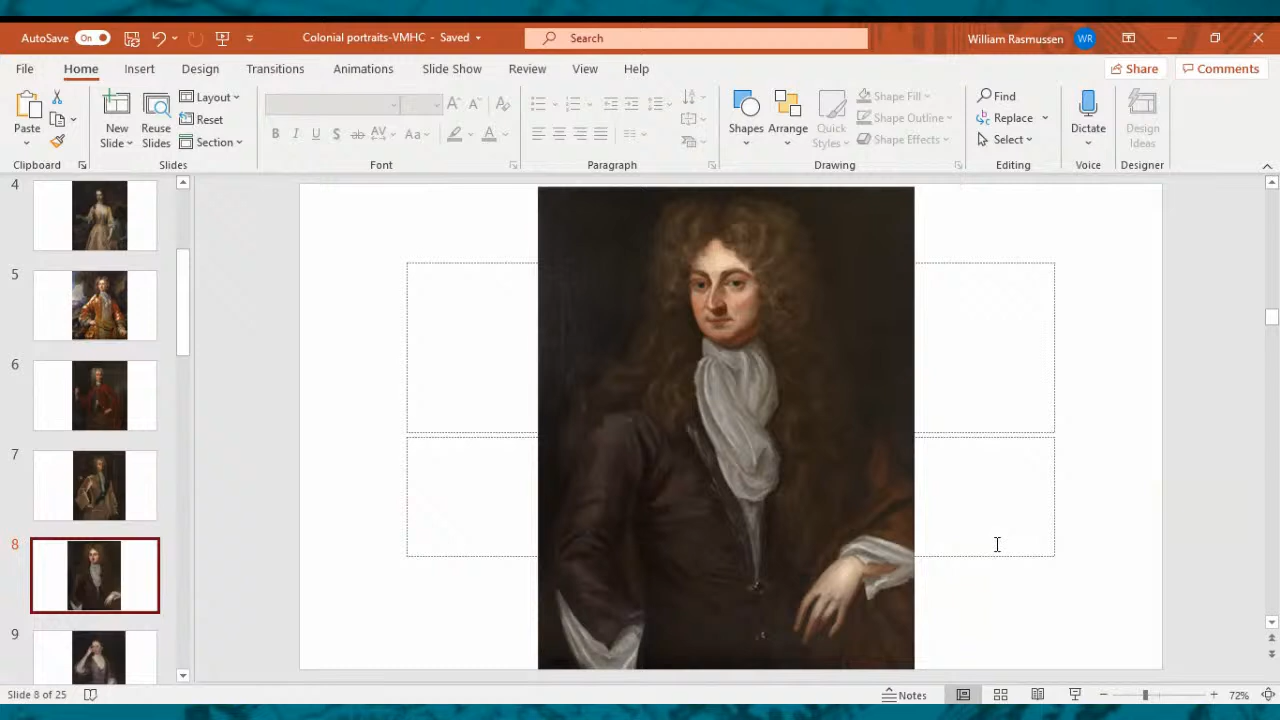 AutoSave On
Colonial portraits-VMHC - Saved
Search
William Rasmussen WR
File Home Insert Design Transitions Animations Slide Show Review View Help
Share Comments
Paste
New Slide
Reuse Slides
Layout
Reset
Section
B I U S ab AV Aa A
A A A
Shapes Arrange Quick Styles
Shape Fill
Shape Outline
Shape Effects
Find
Replace
Select
Dictate
Design Ideas
Clipboard Slides Font Paragraph Drawing Editing Voice Designer
4
5
6
7
8
9
Slide 8 of 25
Notes
72%